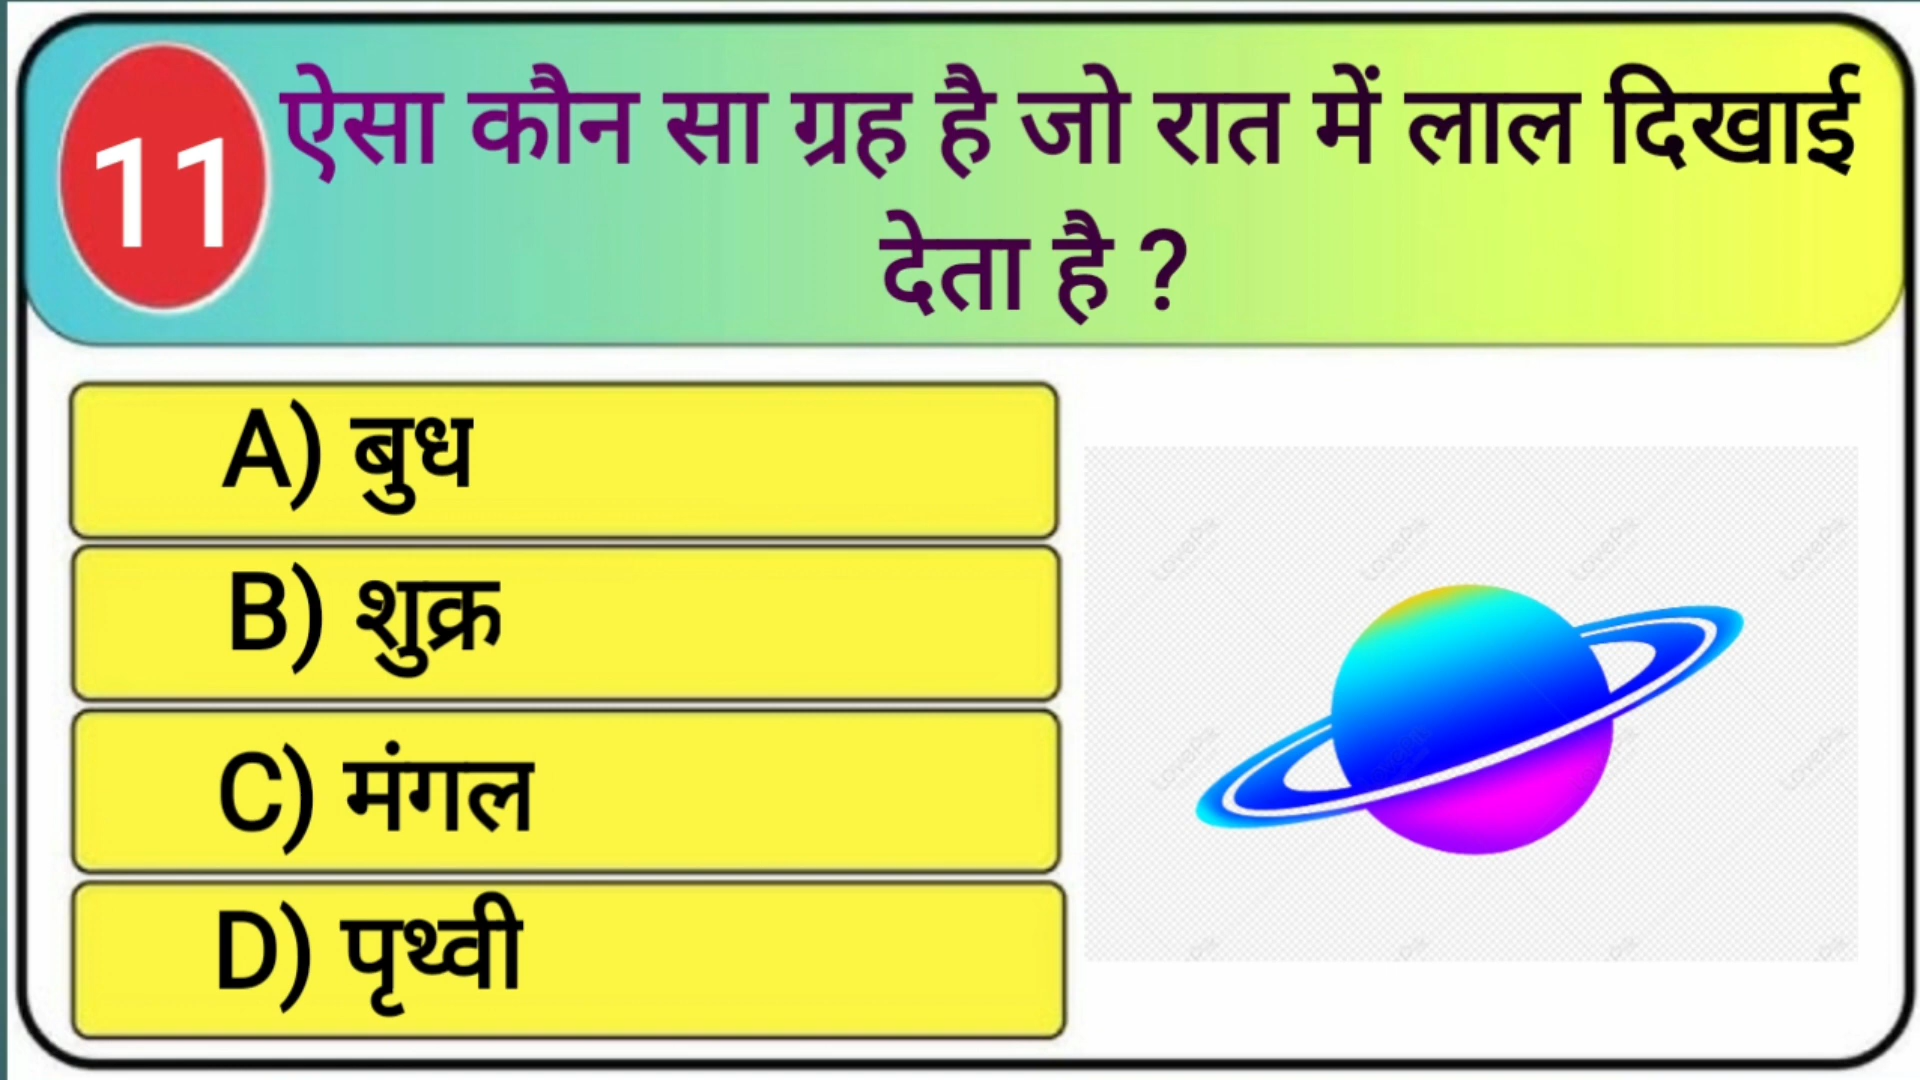 11
ऐसा कौन सा ग्रह है जो रात में लाल दिखाई
देता है ?
A) बुध
B) शुक्र
C) मंगल
D) पृथ्वी